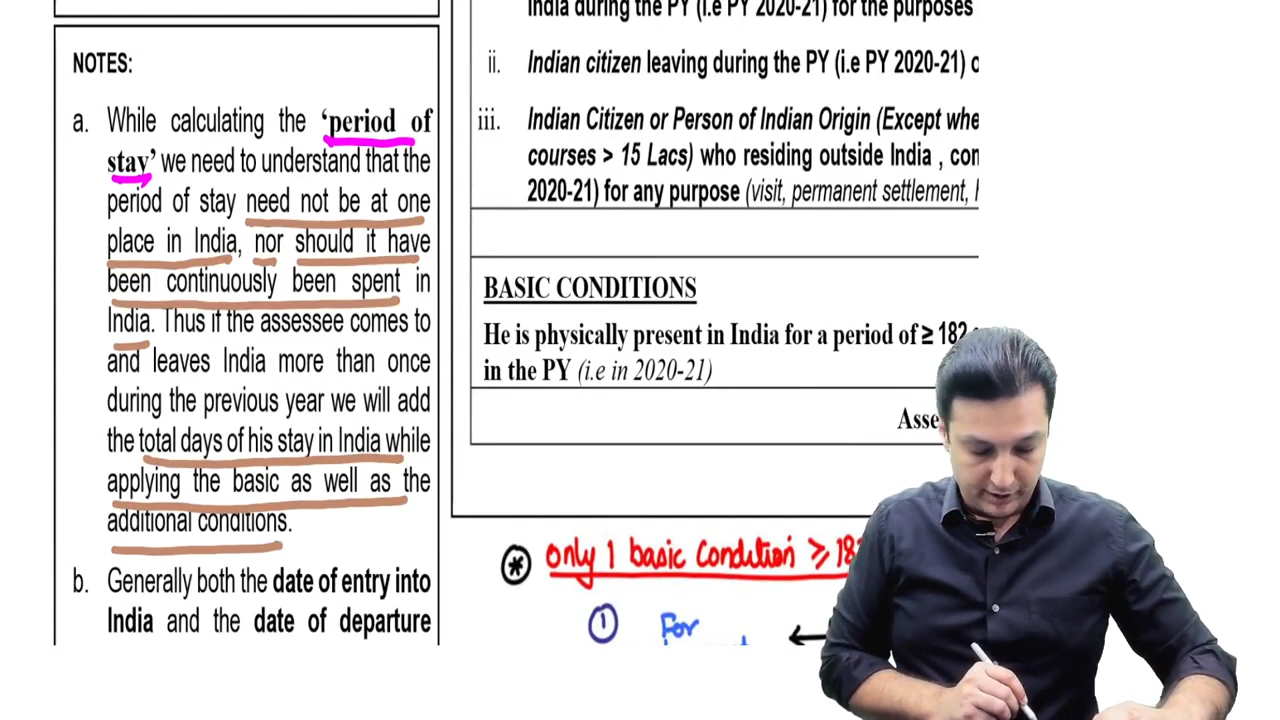 NOTES:
a. While calculating the ‘period of
stay’ we need to understand that the
period of stay need not be at one
place in India, nor should it have
been continuously been spent in
India. Thus if the assessee comes to
and leaves India more than once
during the previous year we will add
the total days of his stay in India while
applying the basic as well as the
additional conditions.
b. Generally both the date of entry into
India and the date of departure
India during the PY (i.e PY 2020-21) for the purposes
ii. Indian citizen leaving during the PY (i.e PY 2020-21) o
iii. Indian Citizen or Person of Indian Origin (Except whe
courses > 15 Lacs) who residing outside India , con
2020-21) for any purpose (visit, permanent settlement,
BASIC CONDITIONS
He is physically present in India for a period of ≥ 182
in the PY (i.e in 2020-21)
Asse
* only 1 basic condition ≥ 18
1 For